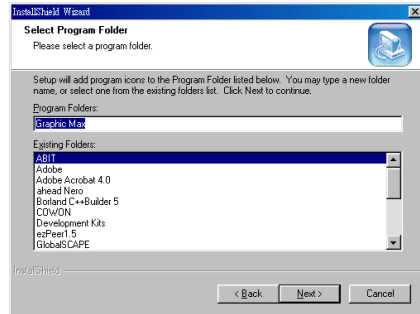 InstallShield Wizard
Select Program Folder
Please select a program folder.
Setup will add program icons to the Program Folder listed below. You may type a new folder
name, or select one from the existing folders list. Click Next to continue.
Program Folders:
Graphic Max
Existing Folders:
ABIT
Adobe
Adobe Acrobat 4.0
ahead Nero
Borland C++Builder 5
COWON
Development Kits
ezPeer1.5
GlobalSCAPE
InstallShield
< Back
Next >
Cancel